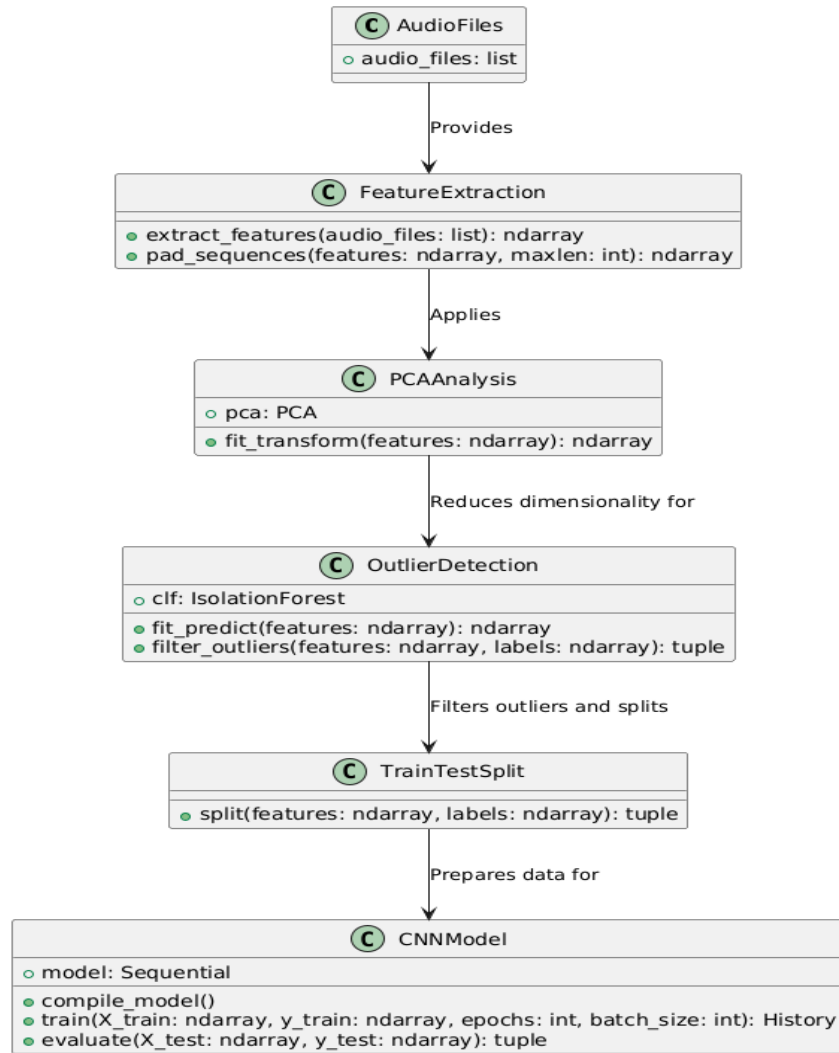 C AudioFiles
audio_files: list
Provides
C FeatureExtraction
extract_features(audio_files: list): ndarray
pad_sequences(features: ndarray, maxlen: int): ndarray
Applies
C PCAAnalysis
pca: PCA
fit_transform(features: ndarray): ndarray
Reduces dimensionality for
C OutlierDetection
clf: IsolationForest
fit_predict(features: ndarray): ndarray
filter_outliers(features: ndarray, labels: ndarray): tuple
Filters outliers and splits
C TrainTestSplit
split(features: ndarray, labels: ndarray): tuple
Prepares data for
C CNNModel
model: Sequential
compile_model()
train(X_train: ndarray, y_train: ndarray, epochs: int, batch_size: int): History
evaluate(X_test: ndarray, y_test: ndarray): tuple